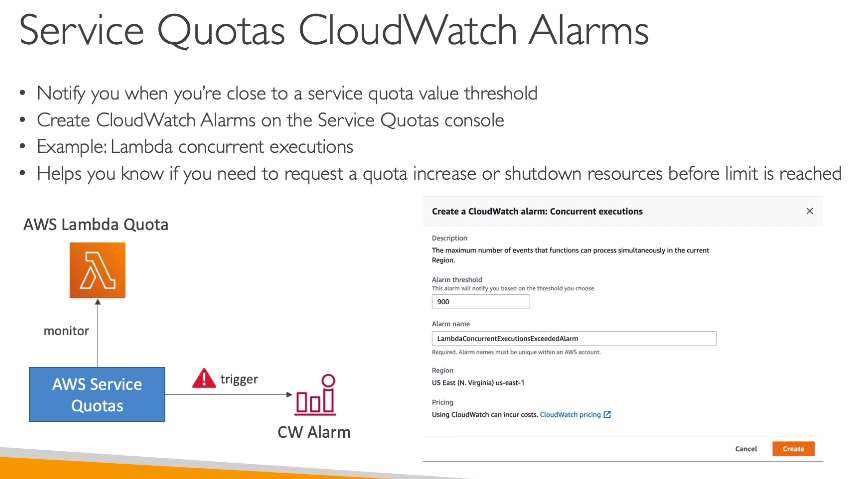 Service Quotas CloudWatch Alarms
• Notify you when you're close to a service quota value threshold
• Create CloudWatch Alarms on the Service Quotas console
• Example: Lambda concurrent executions
• Helps you know if you need to request a quota increase or shutdown resources before limit is reached
AWS Lambda Quota
monitor
AWS Service
Quotas
trigger
CW Alarm
Create a CloudWatch alarm: Concurrent executions
Description
The maximum number of events that functions can process simultaneously in the current
Region.
Alarm threshold
This alarm will notify you based on the threshold you choose.
900
Alarm name
LambdaConcurrentExecutionsExceededAlarm
Required. Alarm names must be unique within an AWS account.
Region
US East (N. Virginia) us-east-1
Pricing
Using CloudWatch can incur costs. CloudWatch pricing
Cancel
Create